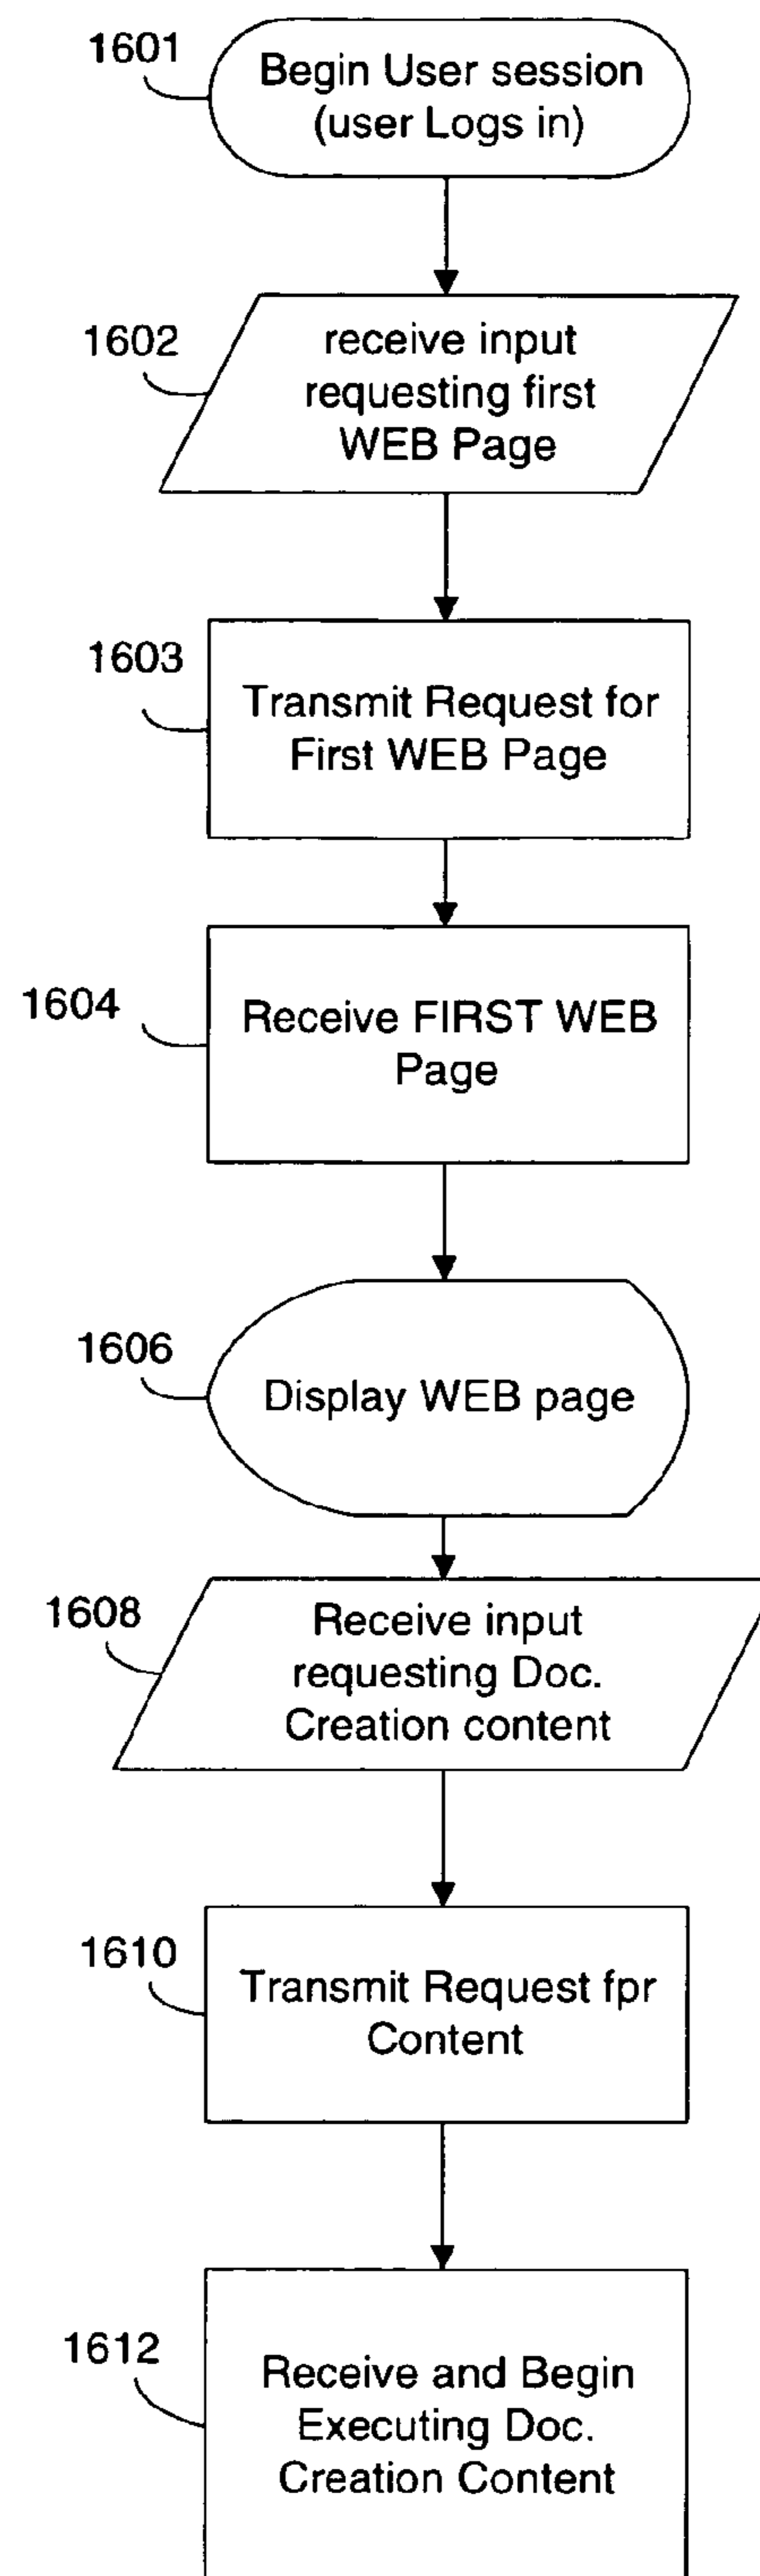 1601
Begin User session
(user Logs in)
1602
receive input
requesting first
WEB Page
1603
Transmit Request for
First WEB Page
1604
Receive FIRST WEB
Page
1606
Display WEB page
1608
Receive input
requesting Doc.
Creation content
1610
Transmit Request fpr
Content
1612
Receive and Begin
Executing Doc.
Creation Content